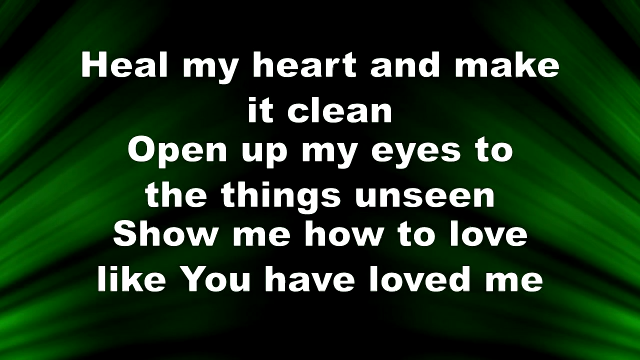 Heal my heart and make
it clean
Open up my eyes to
the things unseen
Show me how to love
like You have loved me